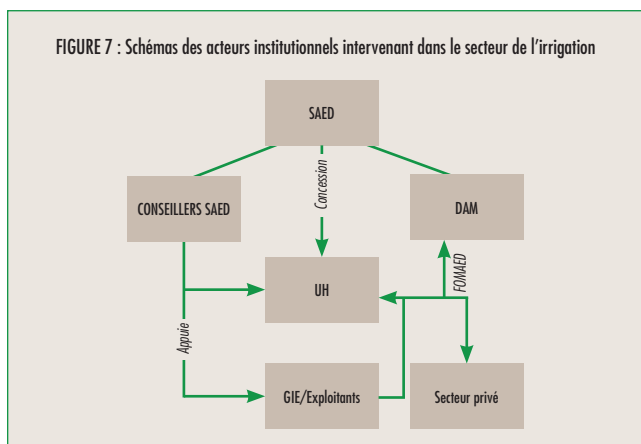 FIGURE 7 : Schémas des acteurs institutionnels intervenant dans le secteur de l'irrigation
SAED
Concession
CONSEILLERS SAED
DAM
UH
FOMAED
Appuie
GIE/Exploitants
Secteur privé